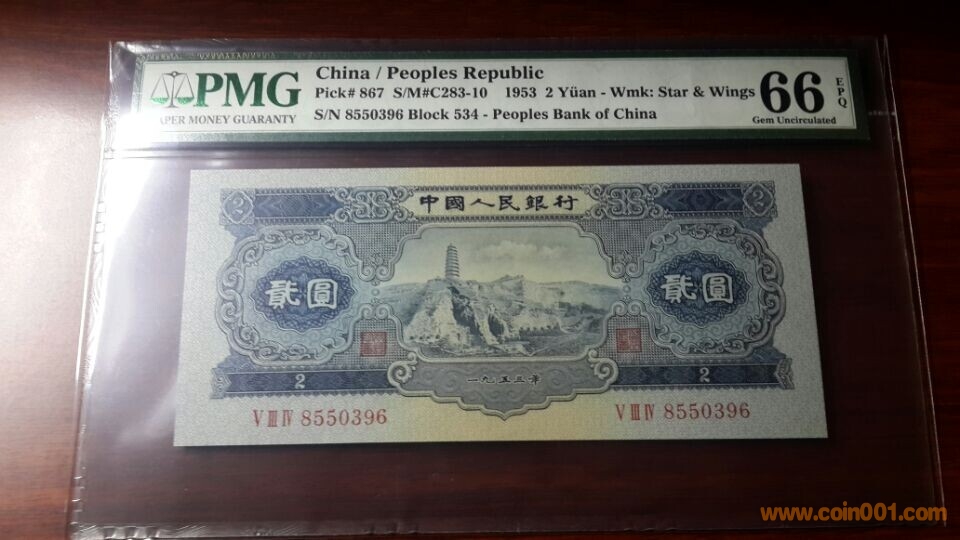 PMG
PAPER MONEY GUARANTY
China / Peoples Republic
Pick# 867 S/M#C283-10 1953 2 Yüan - Wmk: Star & Wings
S/N 8550396 Block 534 - Peoples Bank of China
66 EPQ
Gem Uncirculated
2
中國人民銀行
2
貳圓
貳圓
2
一九五三年
2
V III IV 8550396
V III IV 8550396
www.coin001.com